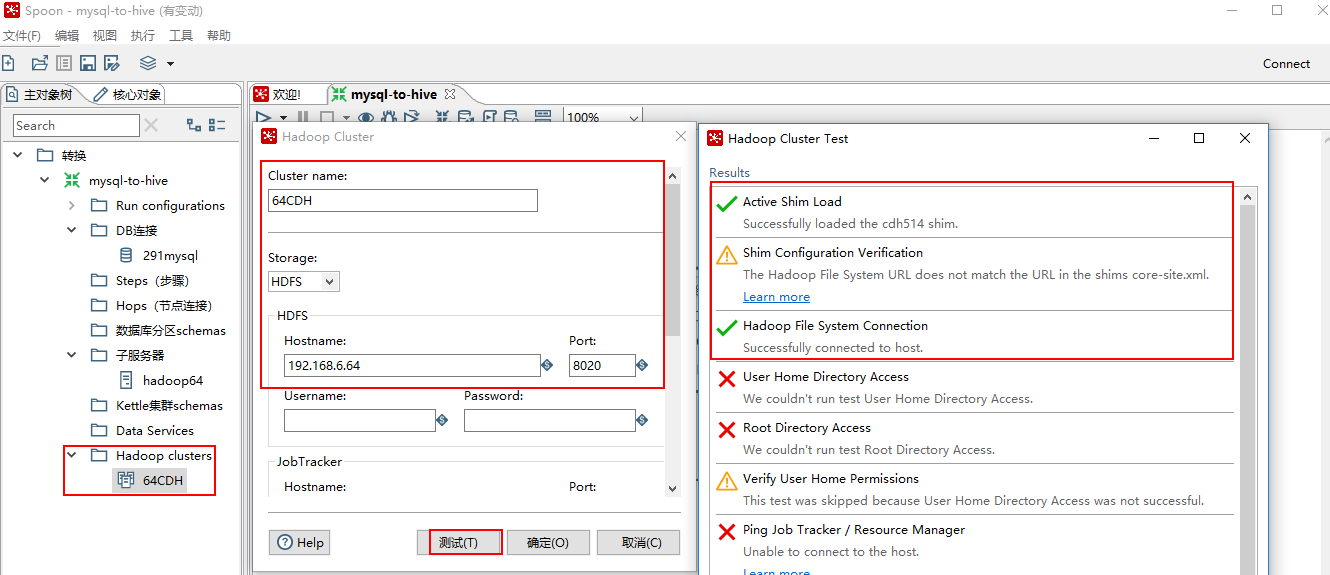 Spoon - mysql-to-hive (有变动)
文件(F) 编辑 视图 执行 工具 帮助
Connect
主对象树 核心对象
Search
转换
mysql-to-hive
Run configurations
DB连接
291mysql
Steps（步骤）
Hops（节点连接）
数据库分区schemas
子服务器
hadoop64
Kettle集群schemas
Data Services
Hadoop clusters
64CDH
欢迎! mysql-to-hive
100%
Hadoop Cluster
Cluster name:
64CDH
Storage:
HDFS
HDFS
Hostname: Port:
192.168.6.64 8020
Username: Password:
JobTracker
Hostname: Port:
Help 测试(T) 确定(O) 取消(C)
Hadoop Cluster Test
Results
Active Shim Load
Successfully loaded the cdh514 shim.
Shim Configuration Verification
The Hadoop File System URL does not match the URL in the shims core-site.xml.
Learn more
Hadoop File System Connection
Successfully connected to host.
User Home Directory Access
We couldn't run test User Home Directory Access.
Root Directory Access
We couldn't run test Root Directory Access.
Verify User Home Permissions
This test was skipped because User Home Directory Access was not successful.
Ping Job Tracker / Resource Manager
Unable to connect to the host.
Learn more